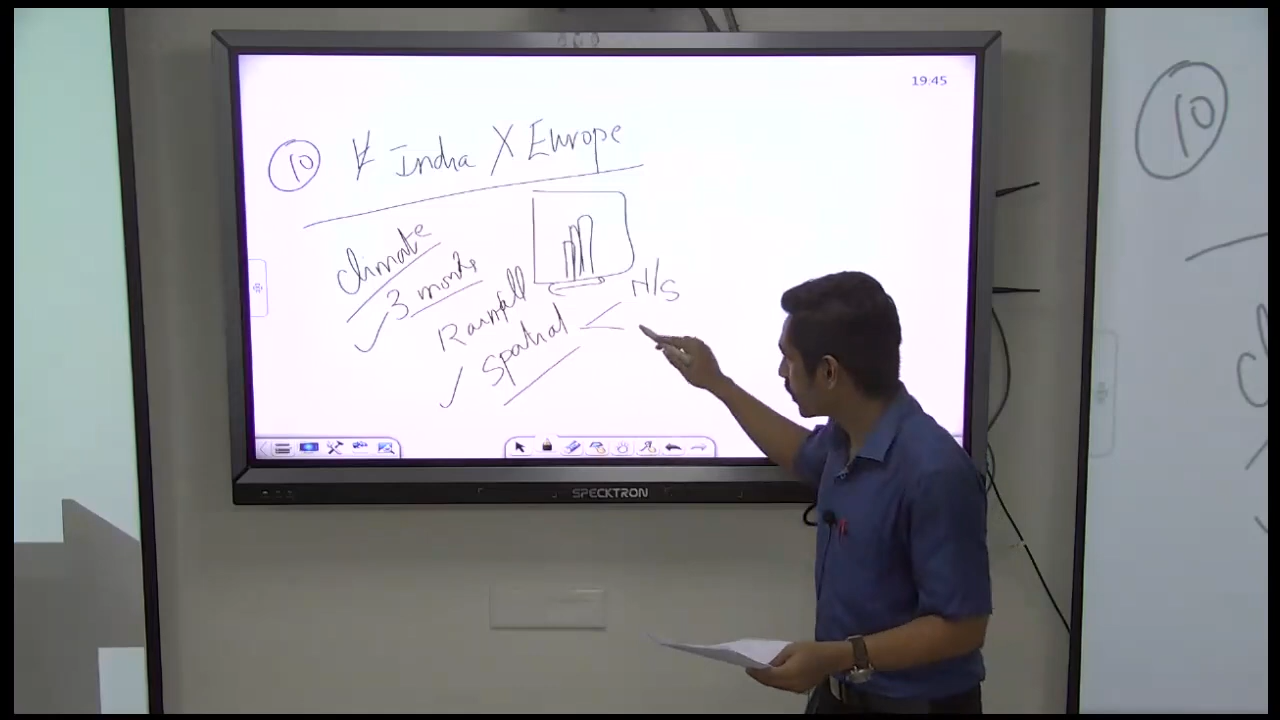 19:45
10 India X Europe
climate
3 months
Rainfall
Spatial
N/S
SPECKTRON
10